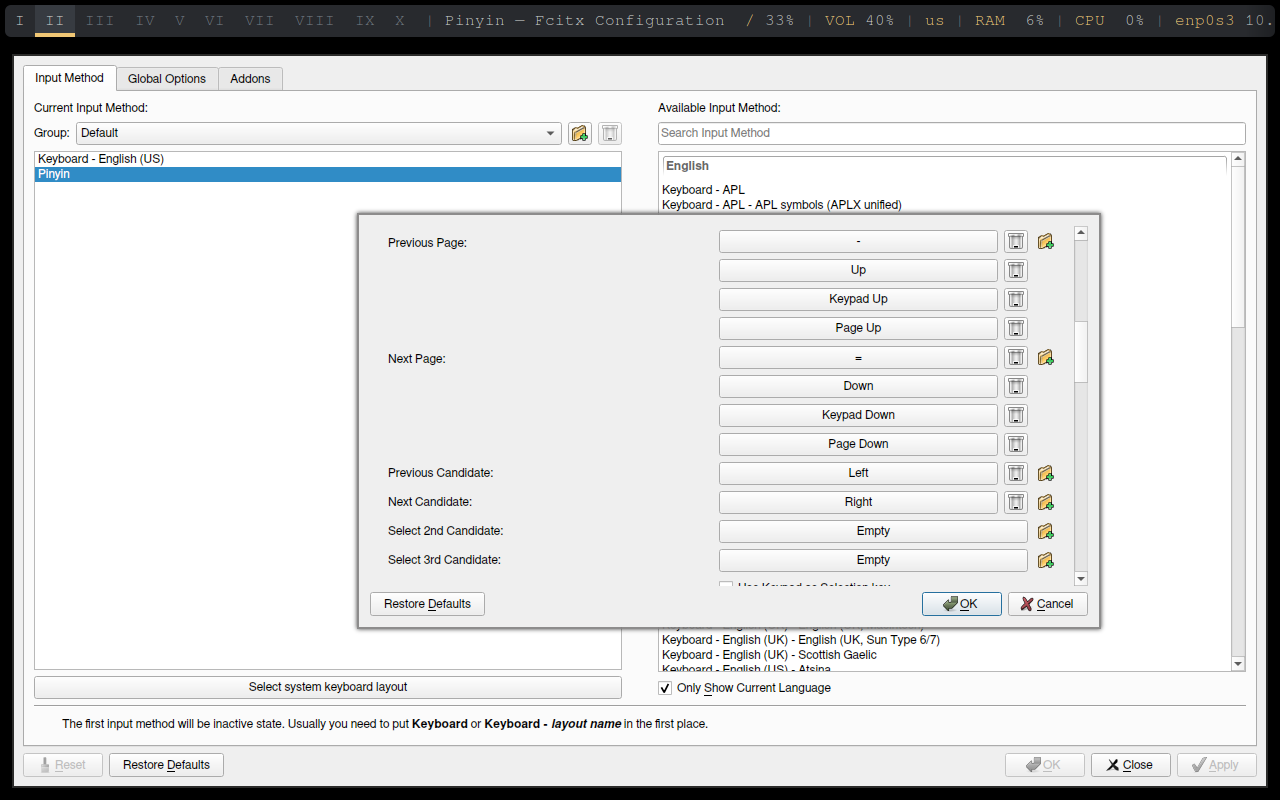 I II III IV V VI VII VIII IX X | Pinyin — Fcitx Configuration / 33% | VOL 40% | us | RAM 6% | CPU 0% | enp0s3 10.
Input Method Global Options Addons
Current Input Method: Available Input Method:
Group: Default Search Input Method
Keyboard - English (US) English
Pinyin
Keyboard - APL
Keyboard - APL - APL symbols (APLX unified)
Previous Page: -
Up
Keypad Up
Page Up
Next Page: =
Down
Keypad Down
Page Down
Previous Candidate: Left
Next Candidate: Right
Select 2nd Candidate: Empty
Select 3rd Candidate: Empty
Use Keypad as Selection key
Restore Defaults OK Cancel
Keyboard - English (UK) - English (UK, Sun Type 6/7)
Keyboard - English (UK) - Scottish Gaelic
Keyboard - English (US) - Atsina
Select system keyboard layout Only Show Current Language
The first input method will be inactive state. Usually you need to put Keyboard or Keyboard - layout name in the first place.
Reset Restore Defaults OK Close Apply